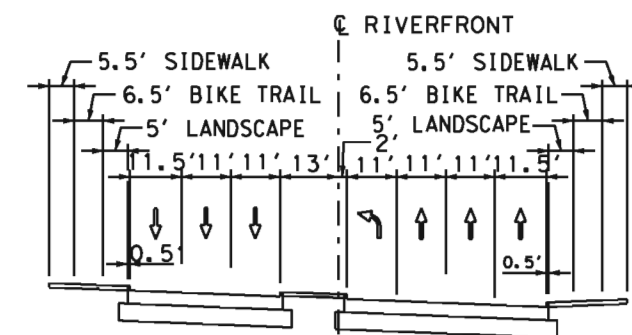 ℄ RIVERFRONT
5.5' SIDEWALK 5.5' SIDEWALK
6.5' BIKE TRAIL 6.5' BIKE TRAIL
5' LANDSCAPE 5' LANDSCAPE
2'
11.5' 11' 11' 13' 11' 11' 11' 11.5'
0.5' 0.5'